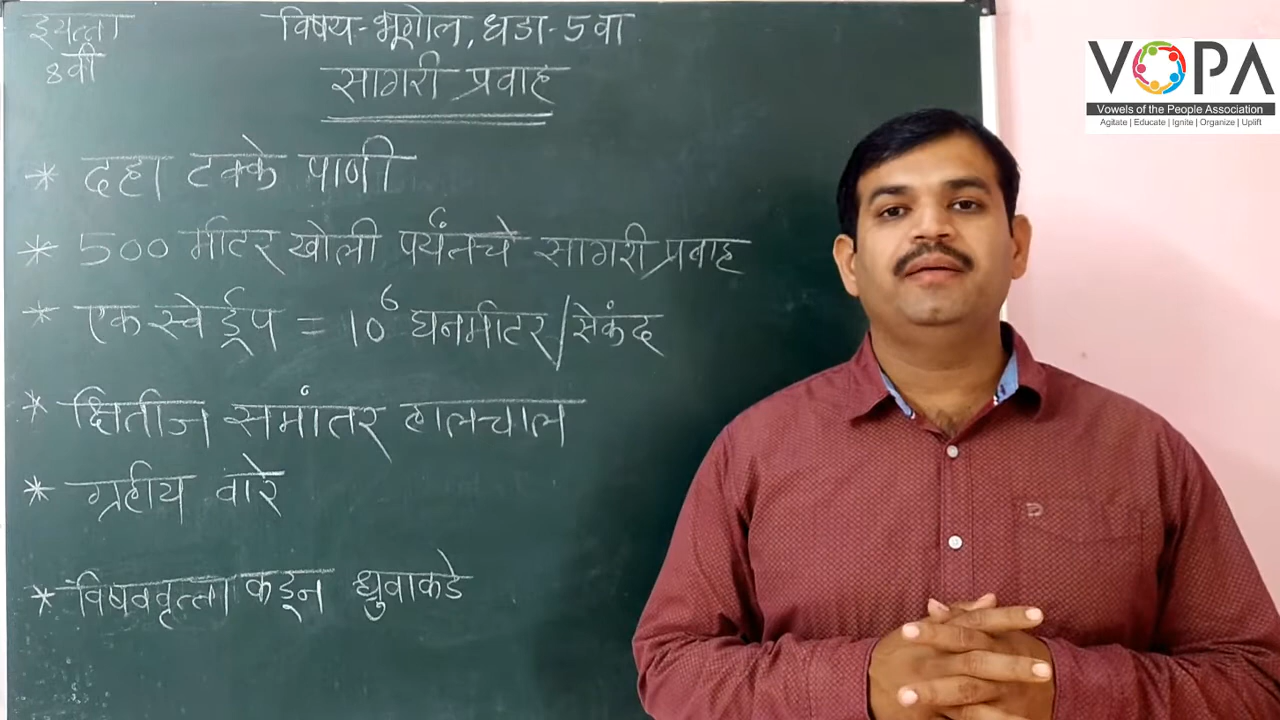 इयत्ता
8वी
विषय-भूगोल, धडा-5वा
सागरी प्रवाह
* दहा टक्के पाणी
* 500 मीटर खोली पर्यंतचे सागरी प्रवाह
* एक स्वेर्ड्रप = 10⁶ घनमीटर/सेकंद
* क्षितीज समांतर हालचाल
* ग्रहीय वारे
* विषववृत्ता कडून ध्रुवाकडे
VOPA
Vowels of the People Association
Agitate | Educate | Ignite | Organize | Uplift
D